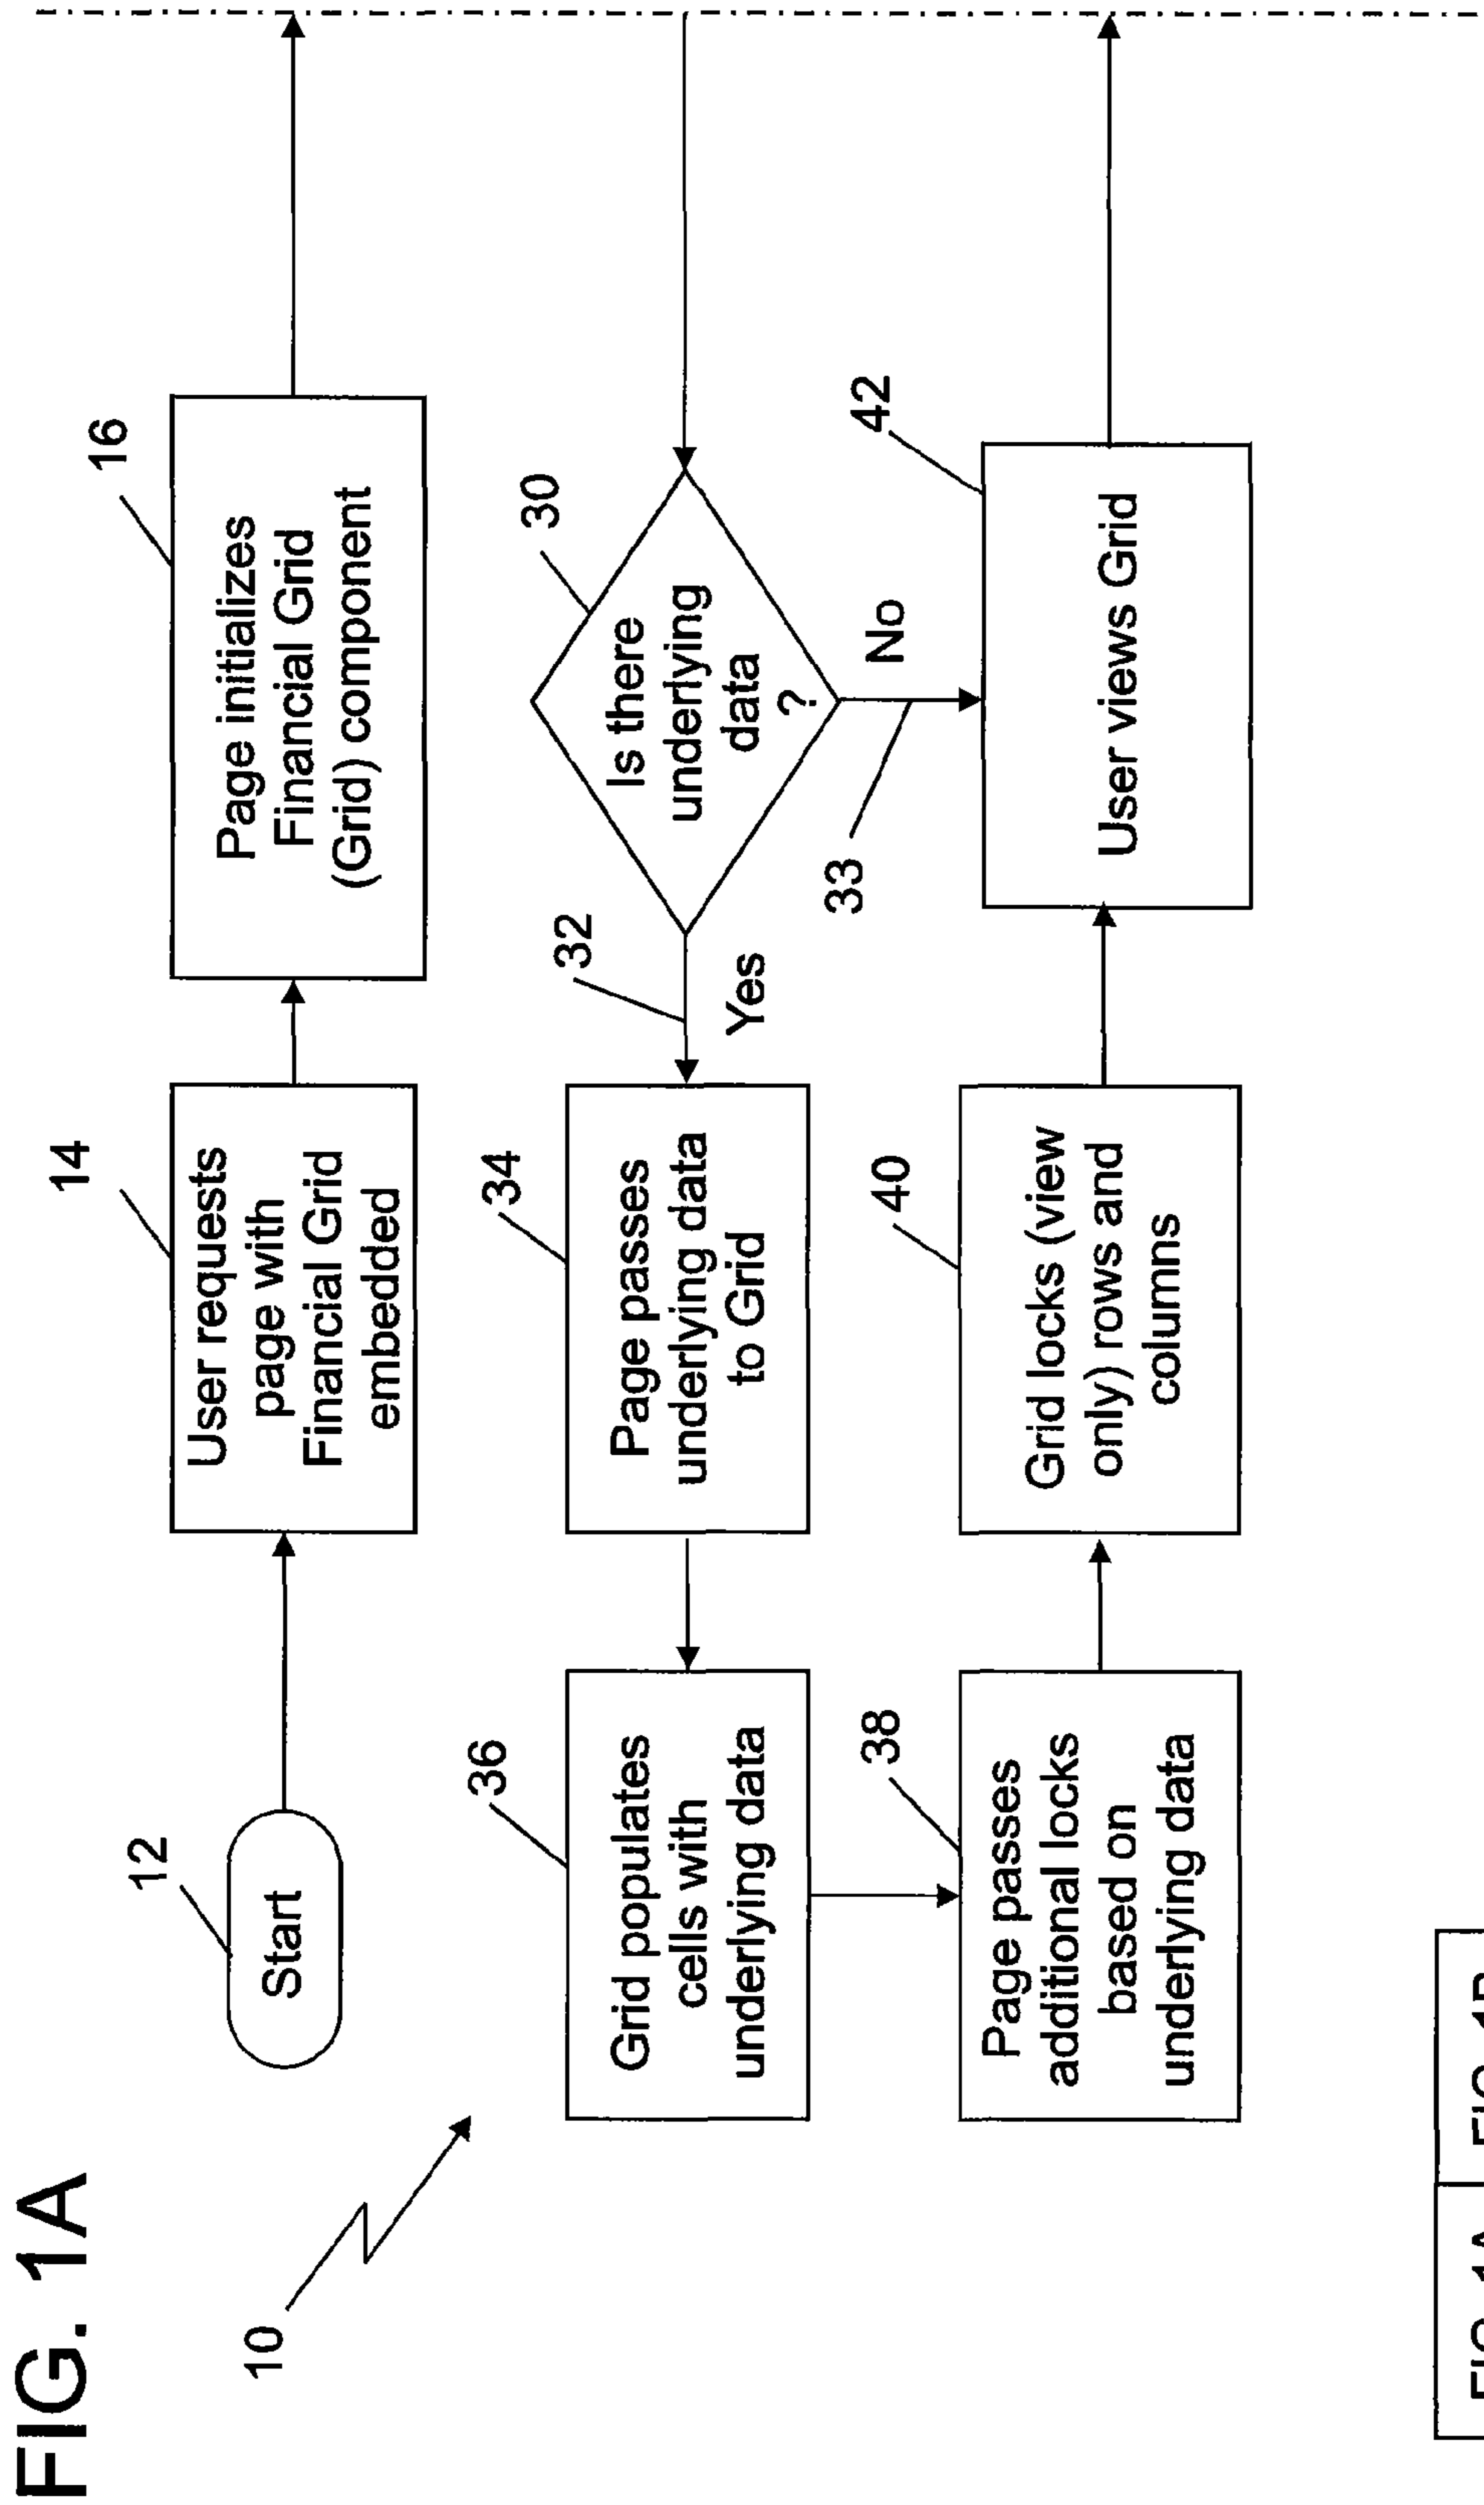 FIG. 1A
10
12
Start
14
User requests
page with
Financial Grid
embedded
16
Page initializes
Financial Grid
(Grid) component
36
Grid populates
cells with
underlying data
34
Page passes
underlying data
to Grid
32
Yes
30
Is there
underlying
data
?
33
No
38
Page passes
additional locks
based on
underlying data
40
Grid locks (view
only) rows and
columns
42
User views Grid